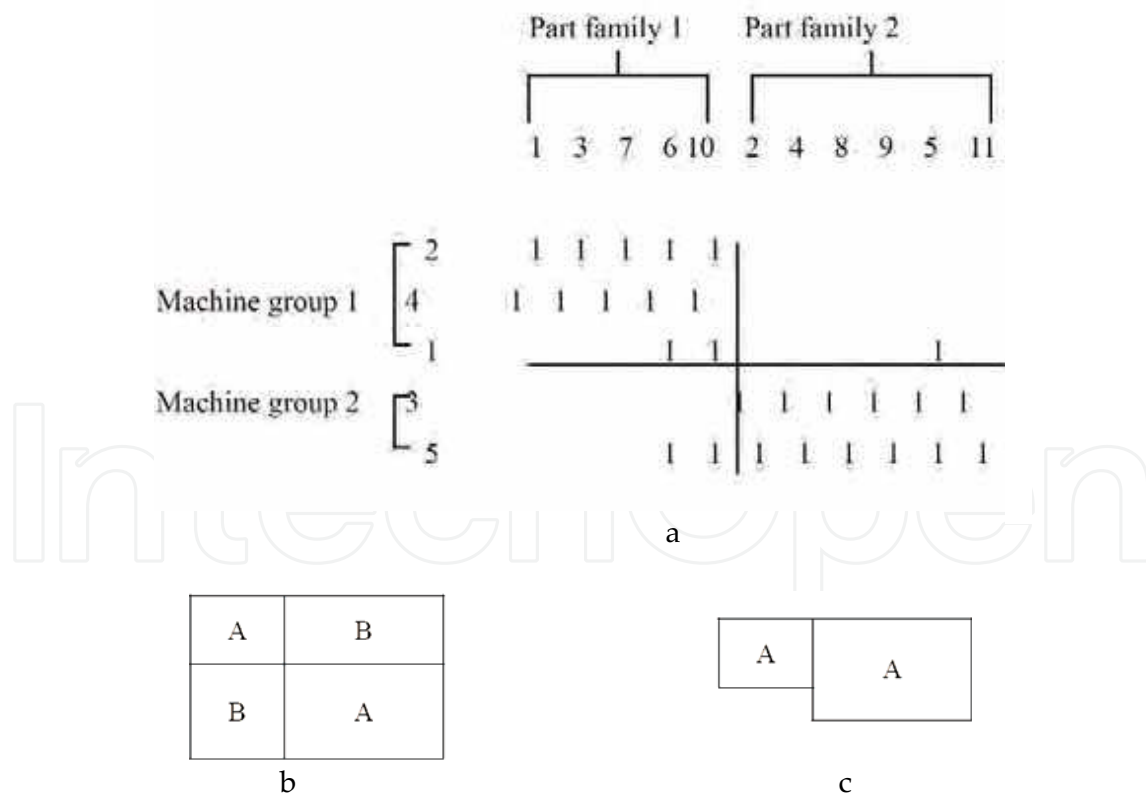 Part family 1 Part family 2
1 3 7 6 10 2 4 8 9 5 11
2 1 1 1 1 1
Machine group 1 4 1 1 1 1 1
1 1 1 1
Machine group 2 3 1 1 1 1 1 1
5 1 1 1 1 1 1 1 1
IntechOpen
a
A B
A A
B A
b c